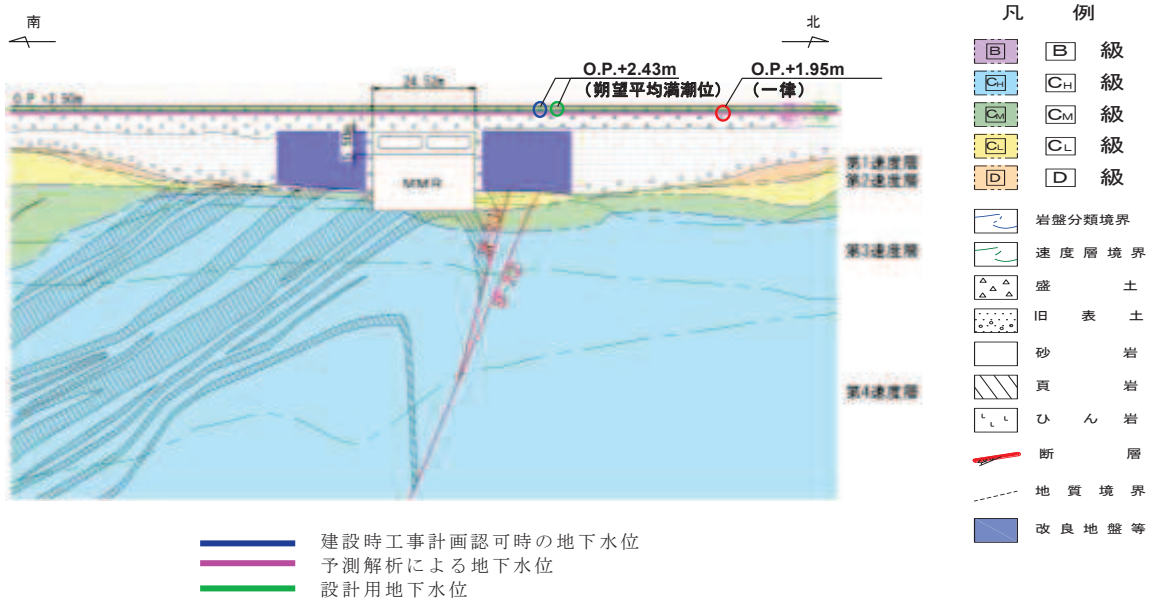 南
北
24.50m
O.P.+2.43m
(朔望平均満潮位)
O.P.+1.95m
(一律)
MMR
第1速度層
第2速度層
第3速度層
第4速度層
建設時工事計画認可時の地下水位
予測解析による地下水位
設計用地下水位
凡 例
B B 級
CH CH 級
CM CM 級
CL CL 級
D D 級
岩盤分類境界
速度層境界
盛 土
旧 表 土
砂 岩
頁 岩
ひ ん 岩
断 層
地 質 境 界
改 良 地 盤 等